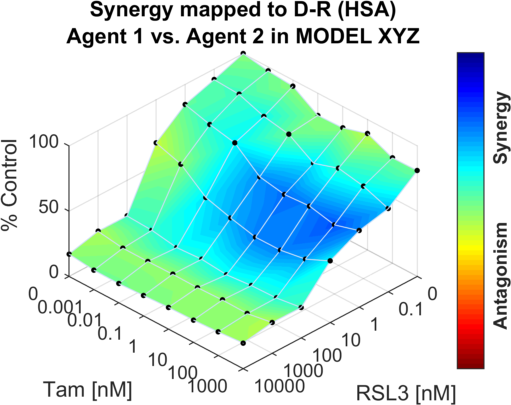 Synergy mapped to D-R (HSA)
Agent 1 vs. Agent 2 in MODEL XYZ
100
50
0
% Control
0
0.001
0.01
0.1
1
10
100
1000
Tam [nM]
0
0.1
1
10
100
1000
10000
RSL3 [nM]
Synergy
Antagonism